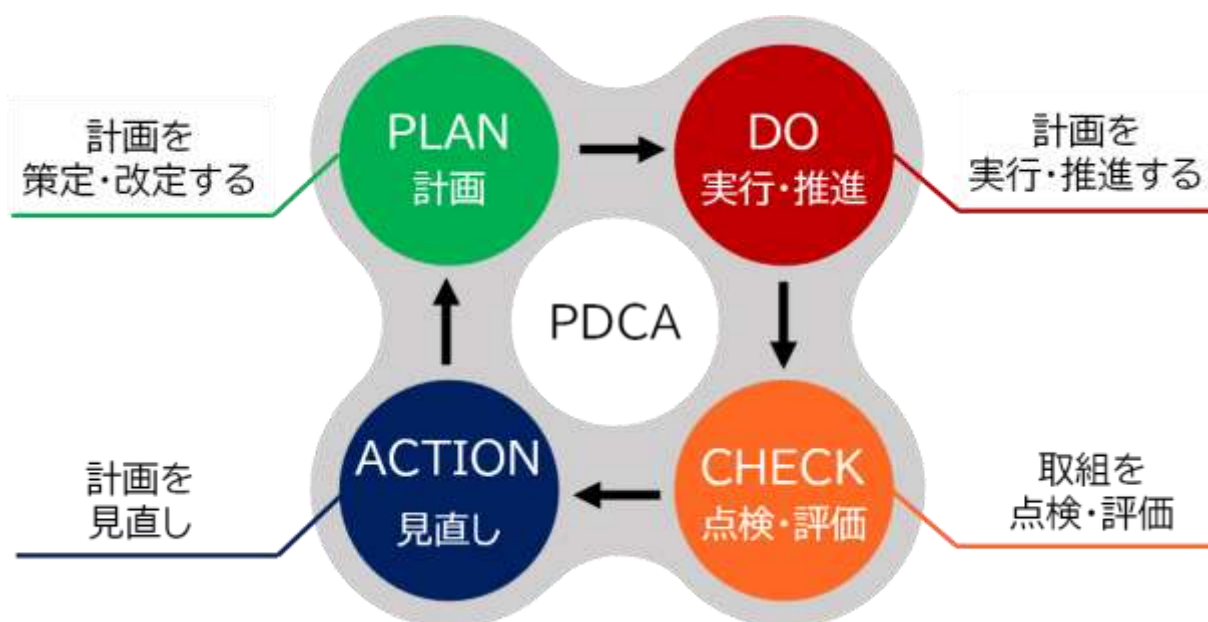 計画を
策定・改定する
PLAN
計画
DO
実行・推進
計画を
実行・推進する
PDCA
計画を
見直し
ACTION
見直し
CHECK
点検・評価
取組を
点検・評価